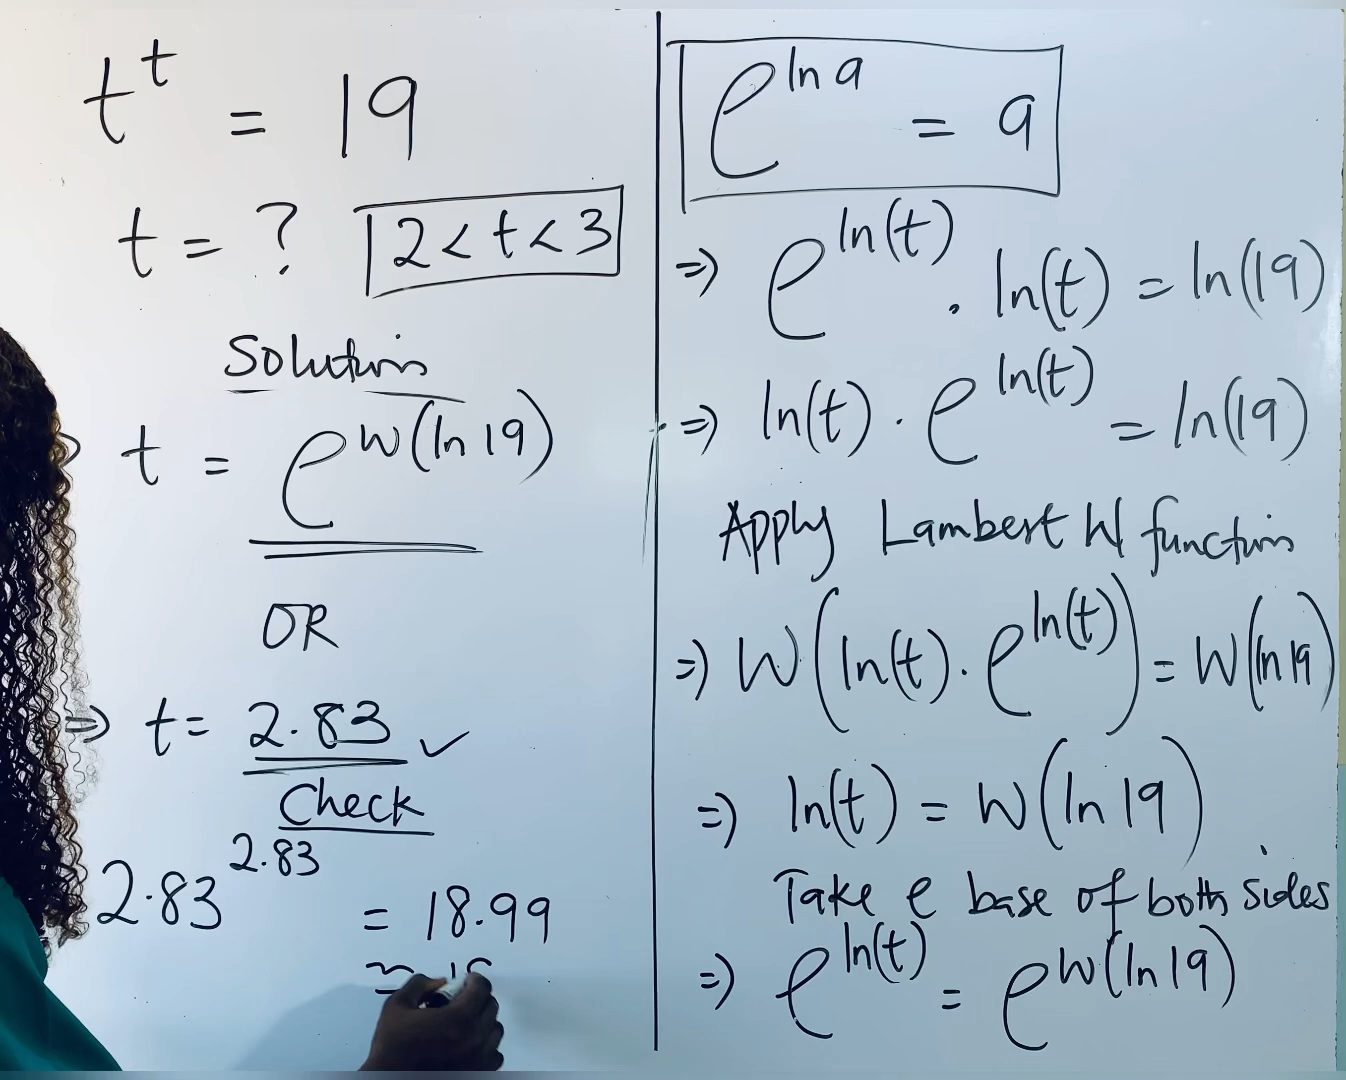 t^t = 19
t = ? 2 < t < 3
Solution
t = e^W(ln 19)
OR
⇒ t = 2.83 ✓
Check
2.83^2.83 = 18.99
≈
e^ln a = a
⇒ e^ln(t) . ln(t) = ln(19)
⇒ ln(t) . e^ln(t) = ln(19)
Apply Lambert W function
⇒ W(ln(t) . e^ln(t)) = W(ln 19)
⇒ ln(t) = W(ln 19)
Take e base of both sides
⇒ e^ln(t) = e^W(ln 19)